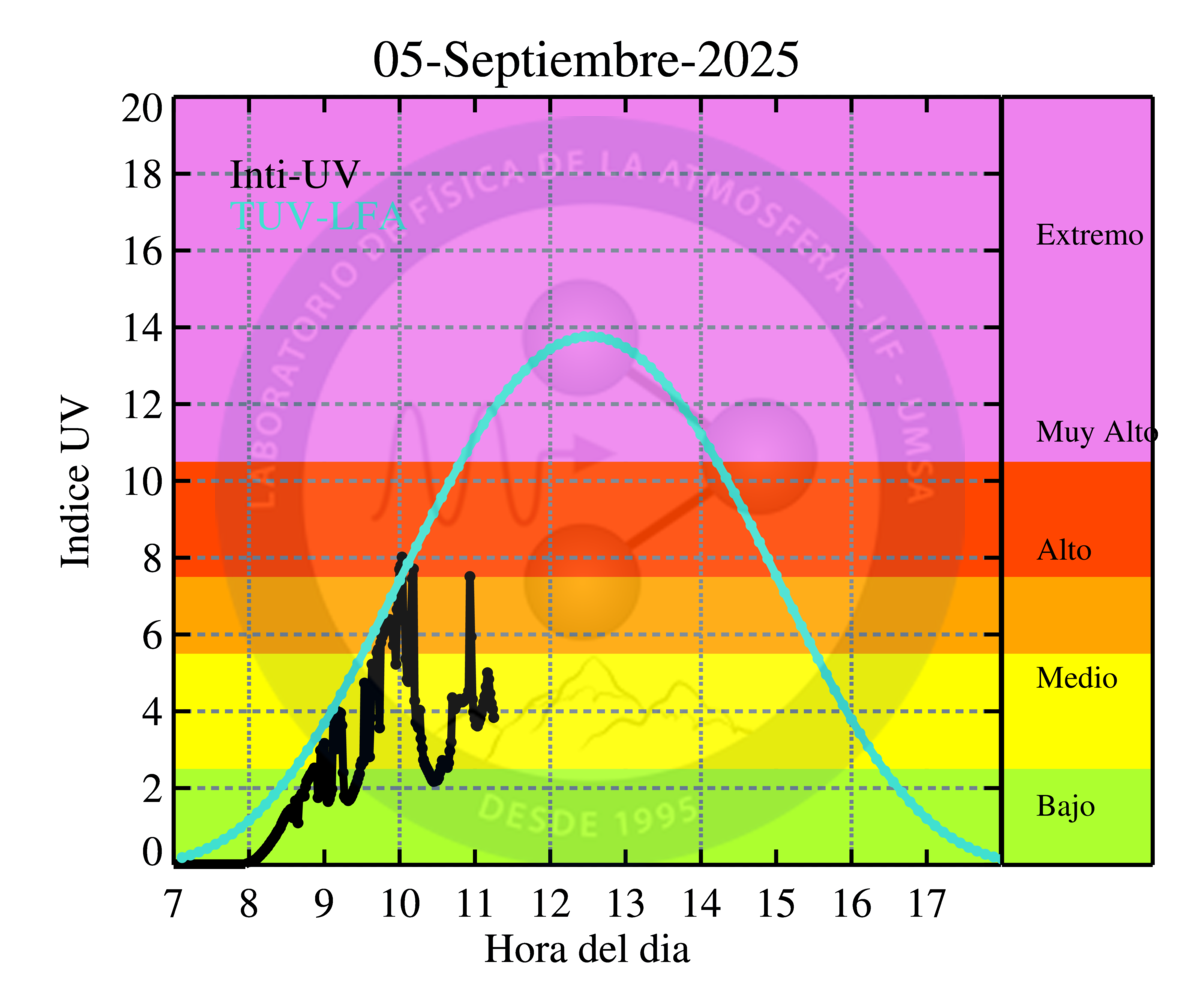 05-Septiembre-2025
20
18
16
14
12
10
8
6
4
2
0
Indice UV
Inti-UV
TUV-LFA
LABORATORIO DE FÍSICA DE LA ATMÓSFERA - IIF - UMSA
DESDE 1995
Extremo
Muy Alto
Alto
Medio
Bajo
7 8 9 10 11 12 13 14 15 16 17
Hora del dia